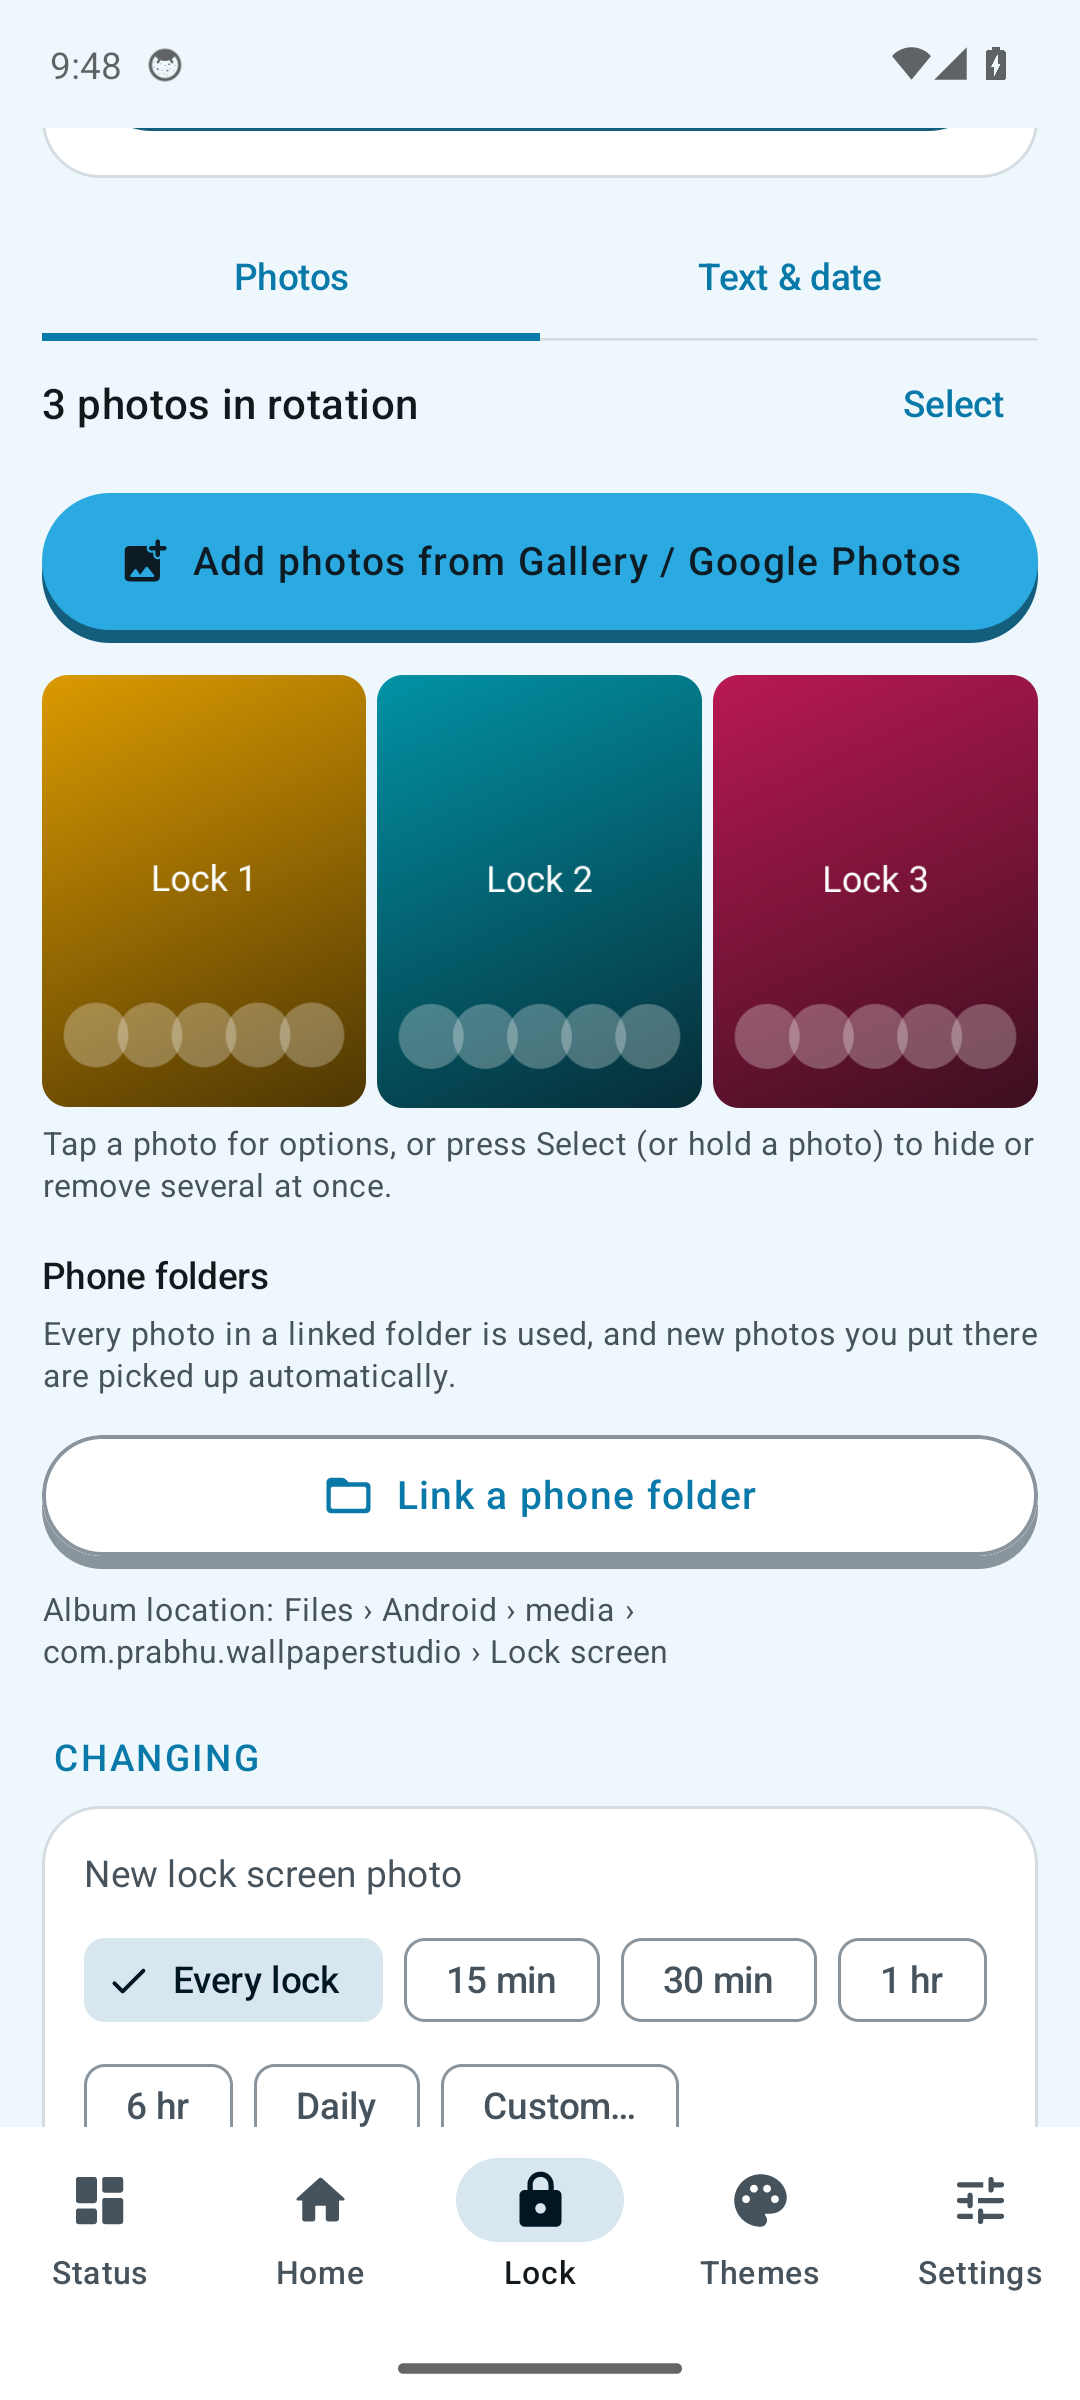 9:48
Photos
Text & date
3 photos in rotation
Select
Add photos from Gallery / Google Photos
Lock 1
Lock 2
Lock 3
Tap a photo for options, or press Select (or hold a photo) to hide or
remove several at once.
Phone folders
Every photo in a linked folder is used, and new photos you put there
are picked up automatically.
Link a phone folder
Album location: Files › Android › media ›
com.prabhu.wallpaperstudio › Lock screen
CHANGING
New lock screen photo
Every lock
15 min
30 min
1 hr
6 hr
Daily
Custom...
Status
Home
Lock
Themes
Settings